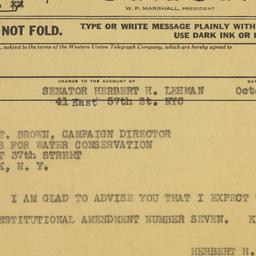 W. P. MARSHALL, PRESIDENT
NOT FOLD.
TYPE OR WRITE MESSAGE PLAINLY WITH
USE DARK INK OR
, subject to the terms of the Western Union Telegraph Company, which are hereby agreed to
CHARGE TO THE ACCOUNT OF
SENATOR HERBERT H. LEHMAN
Octo
41 East 57th St. NYC
T. BROWN, CAMPAIGN DIRECTOR
S FOR WATER CONSERVATION
T 37th STREET
K, N. Y.
I AM GLAD TO ADVISE YOU THAT I EXPECT
NSTITUTIONAL AMENDMENT NUMBER SEVEN. K
HERBERT H.